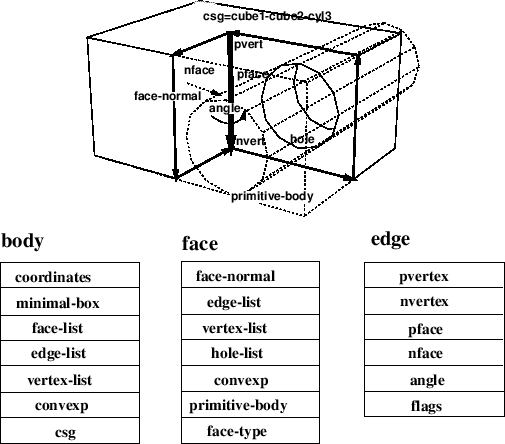 csg=cube1-cube2-cyl3
pvert
nface
pface
face-normal
angle
nvert
hole
primitive-body
body
coordinates
minimal-box
face-list
edge-list
vertex-list
convexp
csg
face
face-normal
edge-list
vertex-list
hole-list
convexp
primitive-body
face-type
edge
pvertex
nvertex
pface
nface
angle
flags